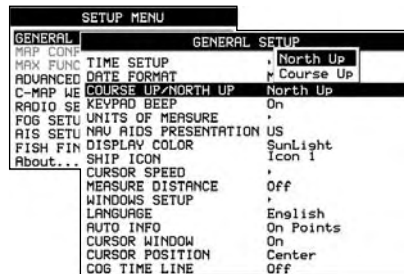 SETUP MENU
GENERAL
MAP CONF
MAX FUNC
ADVANCED
C-MAP WE
RADIO SE
FOG SETU
AIS SETU
FISH FIN
About...
GENERAL SETUP
TIME SETUP
DATE FORMAT M
COURSE UP/NORTH UP North Up
KEYPAD BEEP On
UNITS OF MEASURE
NAV AIDS PRESENTATION US
DISPLAY COLOR SunLight
SHIP ICON Icon 1
CURSOR SPEED
MEASURE DISTANCE Off
WINDOWS SETUP
LANGUAGE English
AUTO INFO On Points
CURSOR WINDOW On
CURSOR POSITION Center
COG TIME LINE Off
North Up
Course Up